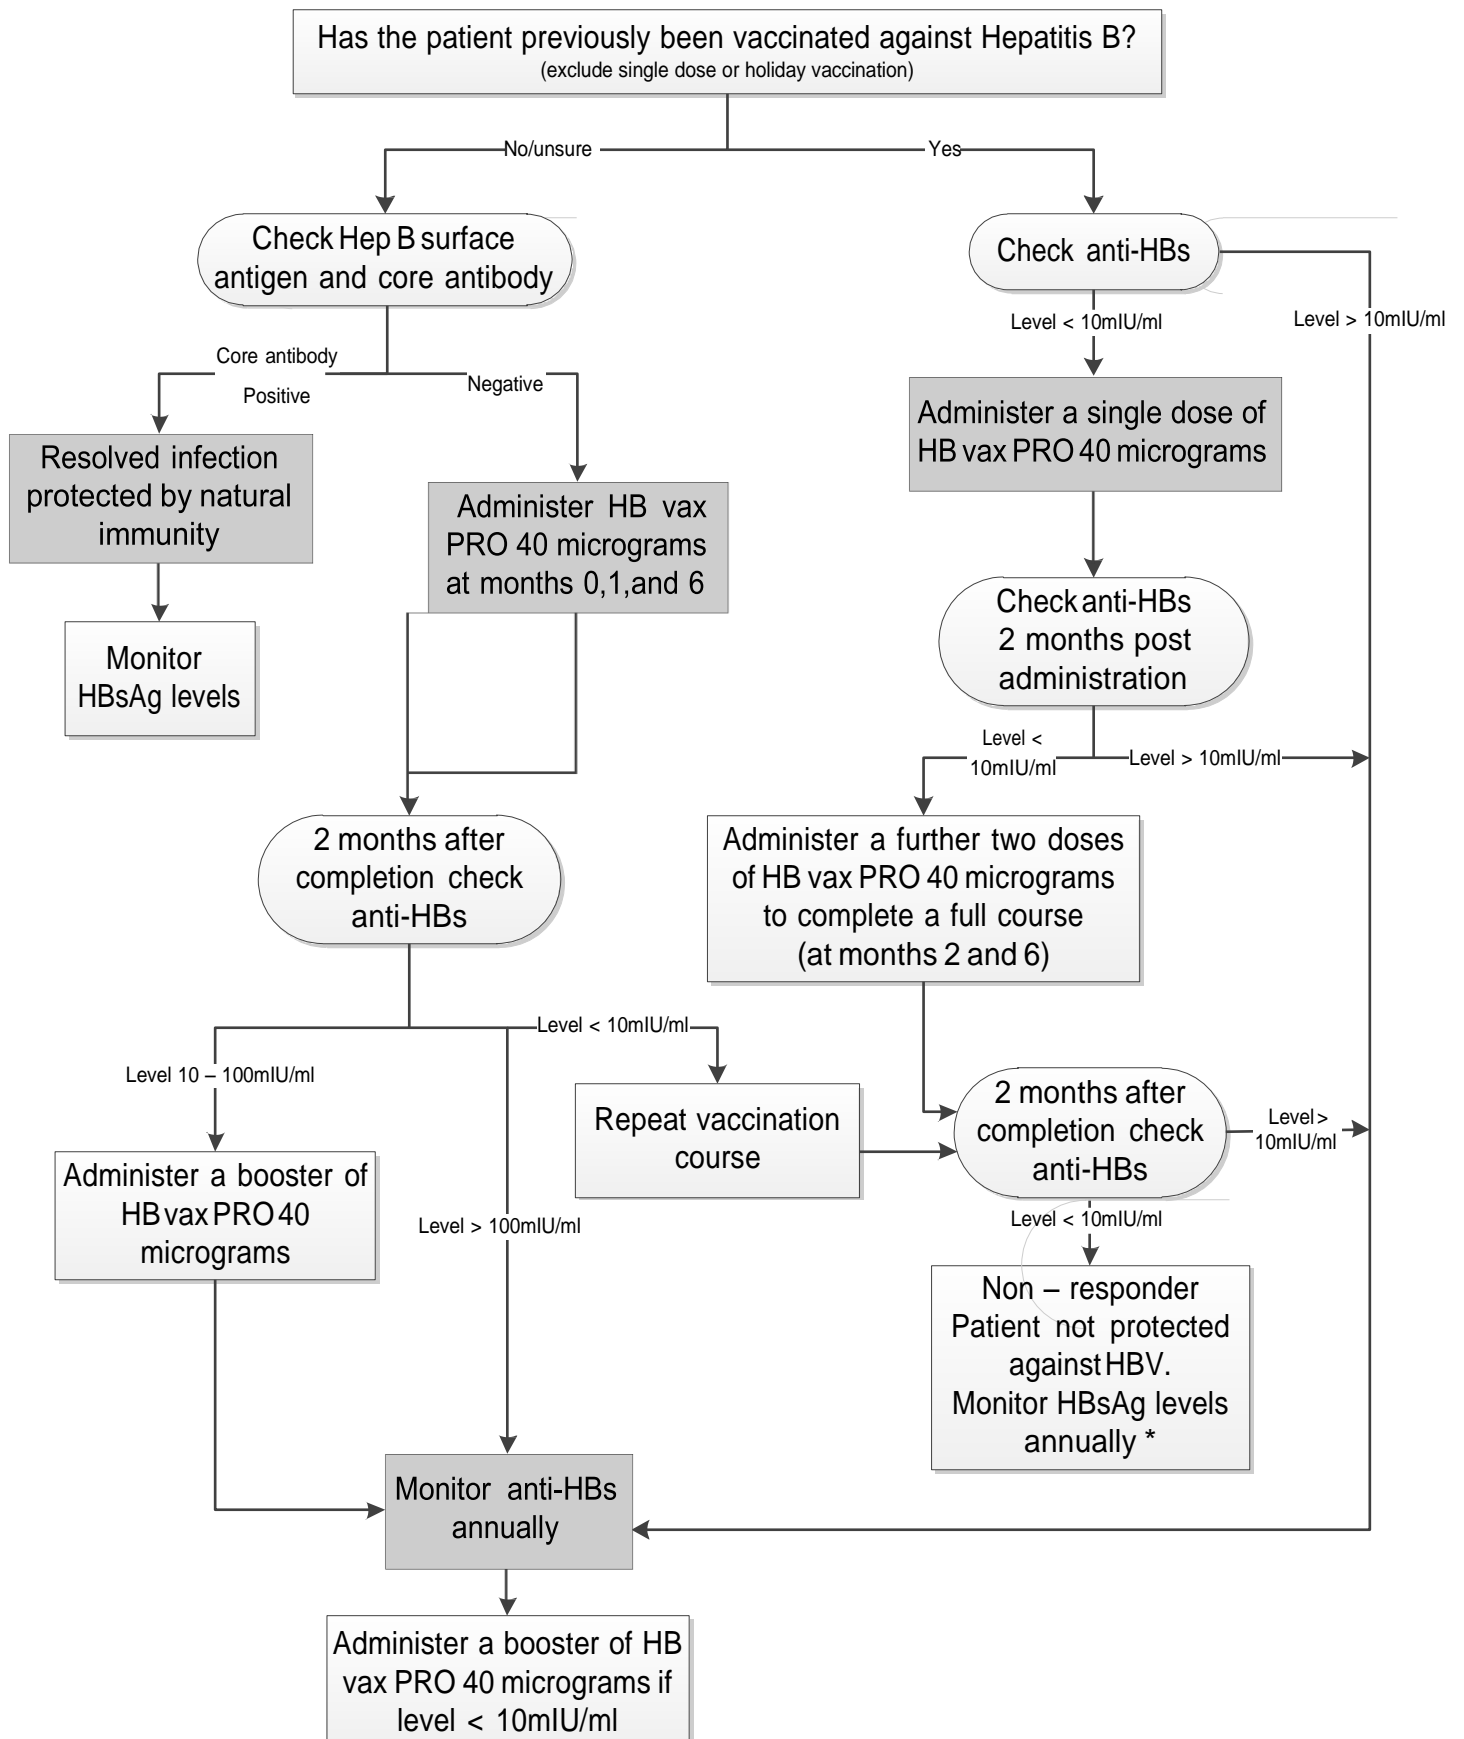 Has the patient previously been vaccinated against Hepatitis B?
(exclude single dose or holiday vaccination)
No/unsure
Yes
Check Hep B surface
antigen and core antibody
Check anti-HBs
Level < 10mIU/ml
Level > 10mIU/ml
Core antibody
Positive
Negative
Resolved infection
protected by natural
immunity
Administer HB vax
PRO 40 micrograms
at months 0,1,and 6
Administer a single dose of
HB vax PRO 40 micrograms
Monitor
HBsAg levels
Check anti-HBs
2 months post
administration
Level <
10mIU/ml
Level > 10mIU/ml
2 months after
completion check
anti-HBs
Administer a further two doses
of HB vax PRO 40 micrograms
to complete a full course
(at months 2 and 6)
Level 10 – 100mIU/ml
Level > 100mIU/ml
Level < 10mIU/ml
Administer a booster of
HB vax PRO 40
micrograms
Repeat vaccination
course
2 months after
completion check
anti-HBs
Level >
10mIU/ml
Level < 10mIU/ml
Non – responder
Patient not protected
against HBV.
Monitor HBsAg levels
annually *
Monitor anti-HBs
annually
Administer a booster of HB
vax PRO 40 micrograms if
level < 10mIU/ml